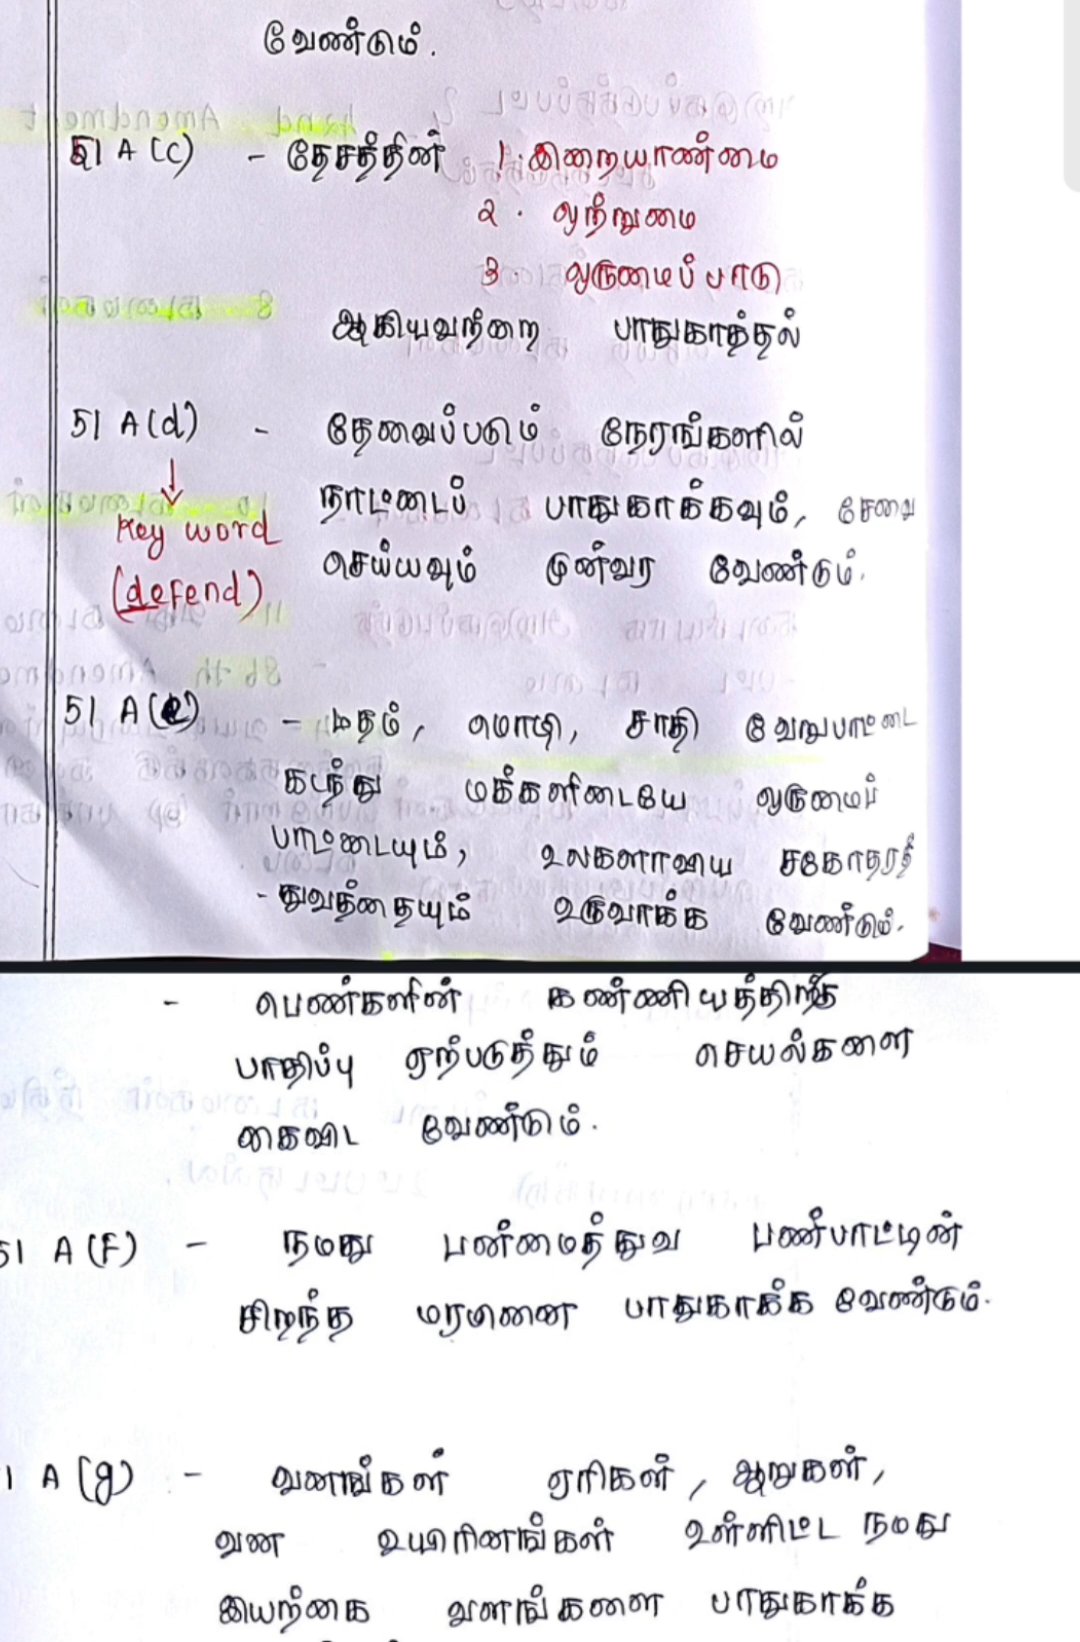 வேண்டும்.
51 A (c) - தேசத்தின் 1. இறையாண்மை
2. ஒற்றுமை
3. ஒருமைப்பாடு
ஆகியவற்றை பாதுகாத்தல்
51 A(d) - தேவைப்படும் நேரங்களில்
நாட்டைப் பாதுகாக்கவும், சேவை
செய்யவும் முன்வர வேண்டும்.
↓
Key word
(defend)
51 A(e) - மதம், மொழி, சாதி வேறுபாட்டை
கடந்து மக்களிடையே ஒருமைப்
பாட்டையும், உலகளாவிய சகோதரத்
- துவத்தையும் உருவாக்க வேண்டும்.
- பெண்களின் கண்ணியத்திற்கு
பாதிப்பு ஏற்படுத்தும் செயல்களை
கைவிட வேண்டும்.
51 A (F) - நமது பன்மைத்துவ பண்பாட்டின்
சிறந்த மரபினை பாதுகாக்க வேண்டும்.
1 A (g) - வனங்கள் ஏரிகள், ஆறுகள்,
வன உயிரினங்கள் உள்ளிட்ட நமது
இயற்கை வளங்களை பாதுகாக்க